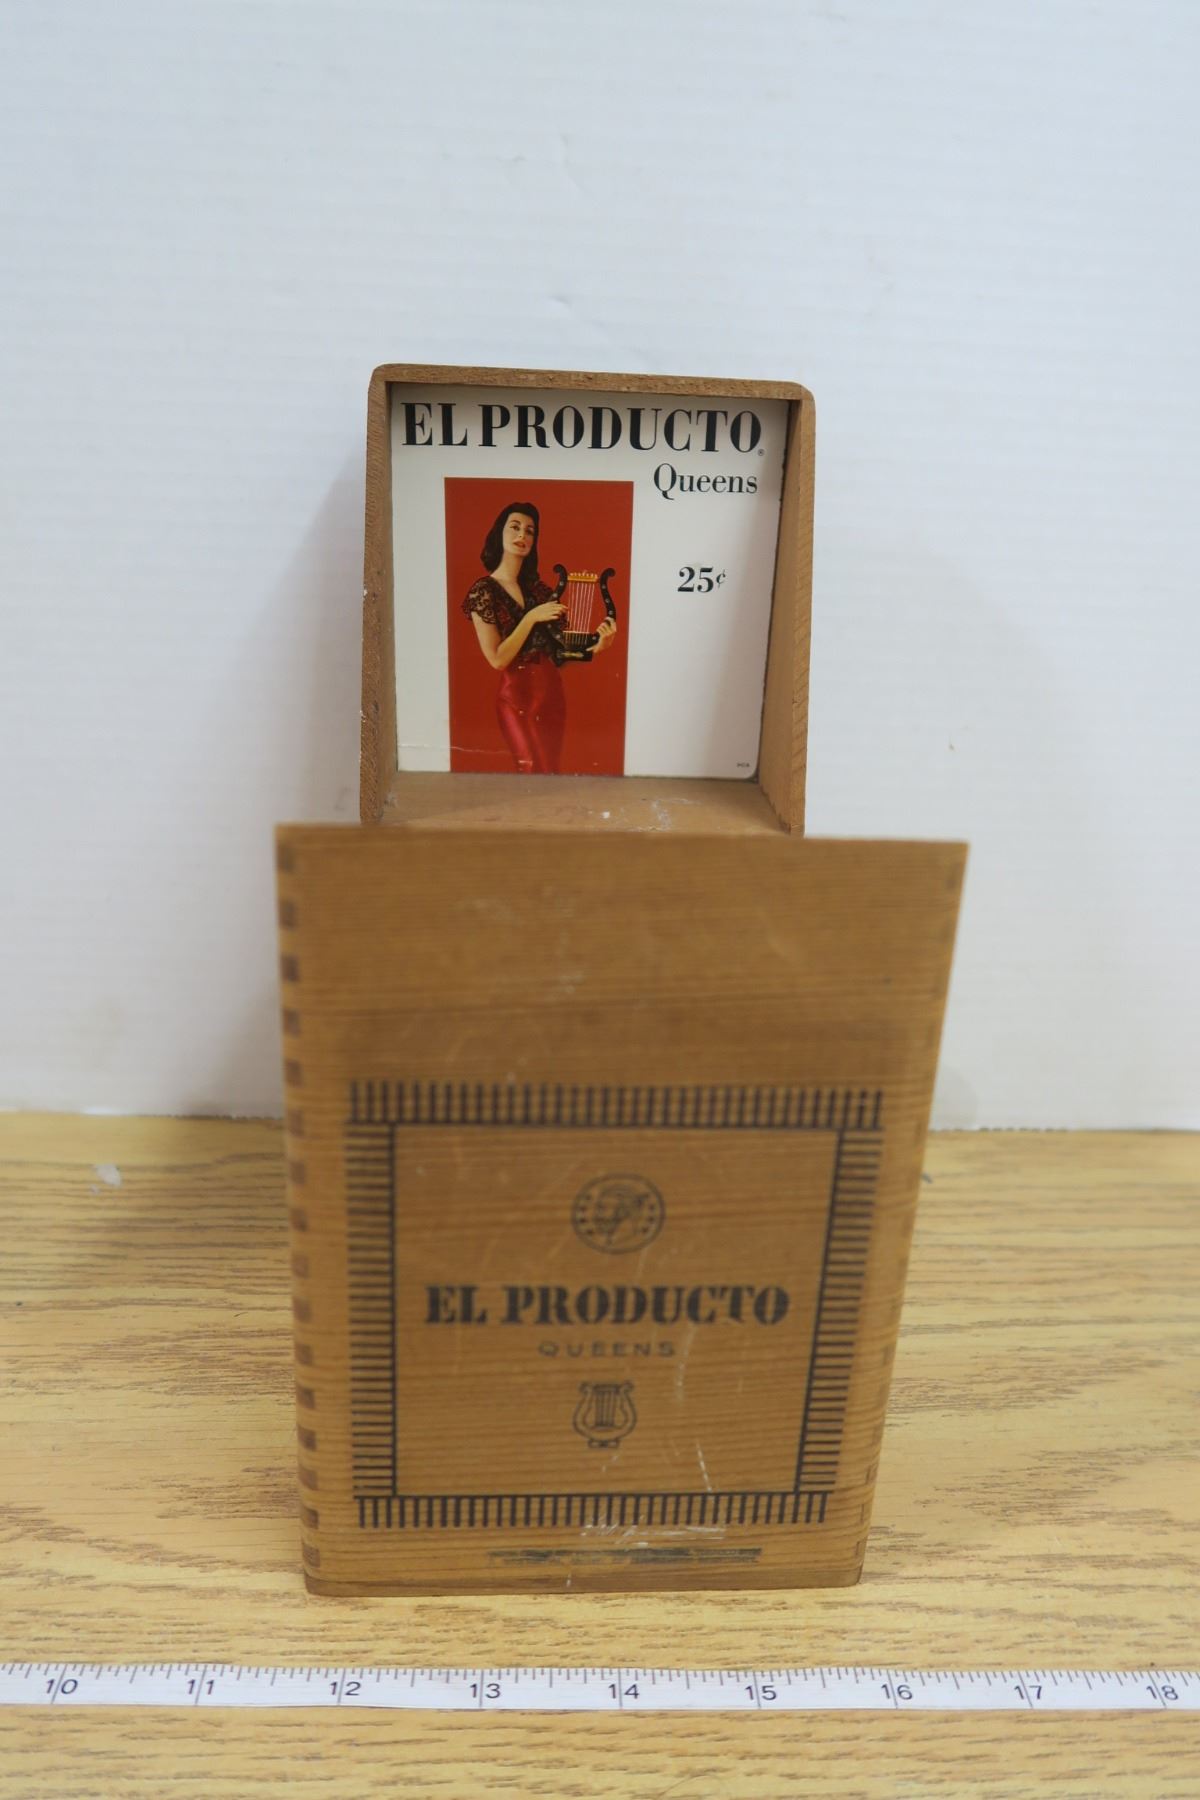 EL PRODUCTO®
Queens
25¢
EL PRODUCTO
QUEENS
10 11 12 13 14 15 16 17 18